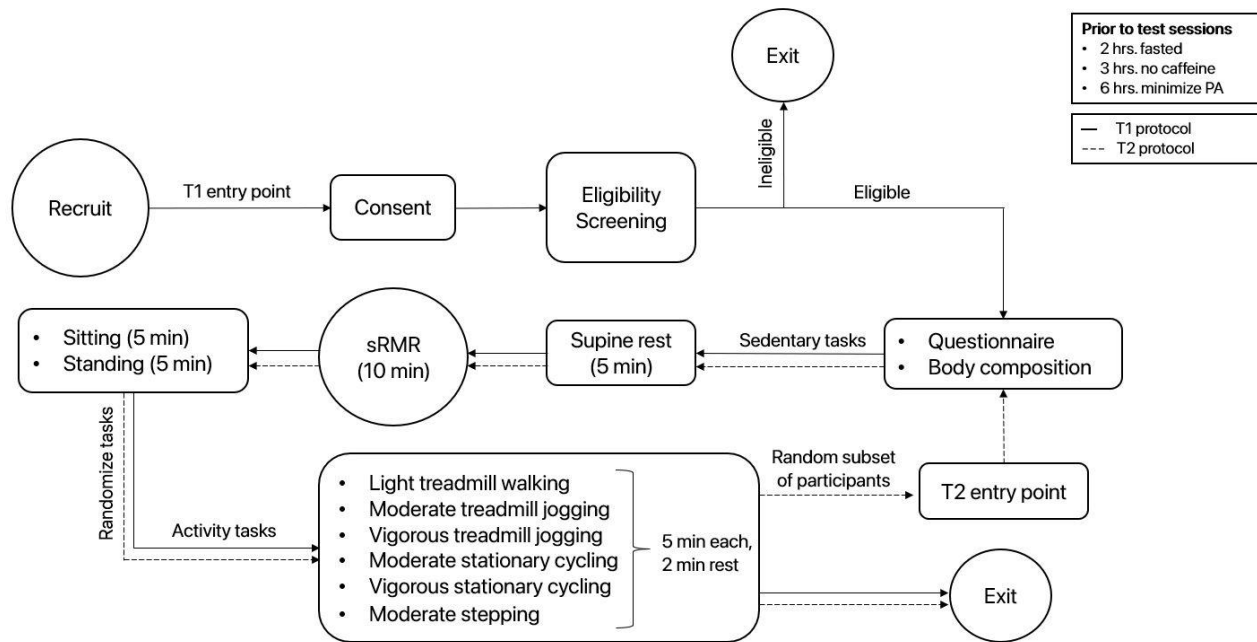 Exit
Prior to test sessions
• 2 hrs. fasted
• 3 hrs. no caffeine
• 6 hrs. minimize PA
T1 protocol
T2 protocol
Recruit
T1 entry point
Consent
Eligibility
Screening
Ineligible
Eligible
• Questionnaire
• Body composition
Sedentary tasks
Supine rest
(5 min)
sRMR
(10 min)
• Sitting (5 min)
• Standing (5 min)
Randomize tasks
Activity tasks
• Light treadmill walking
• Moderate treadmill jogging
• Vigorous treadmill jogging
• Moderate stationary cycling
• Vigorous stationary cycling
• Moderate stepping
5 min each,
2 min rest
Random subset
of participants
T2 entry point
Exit